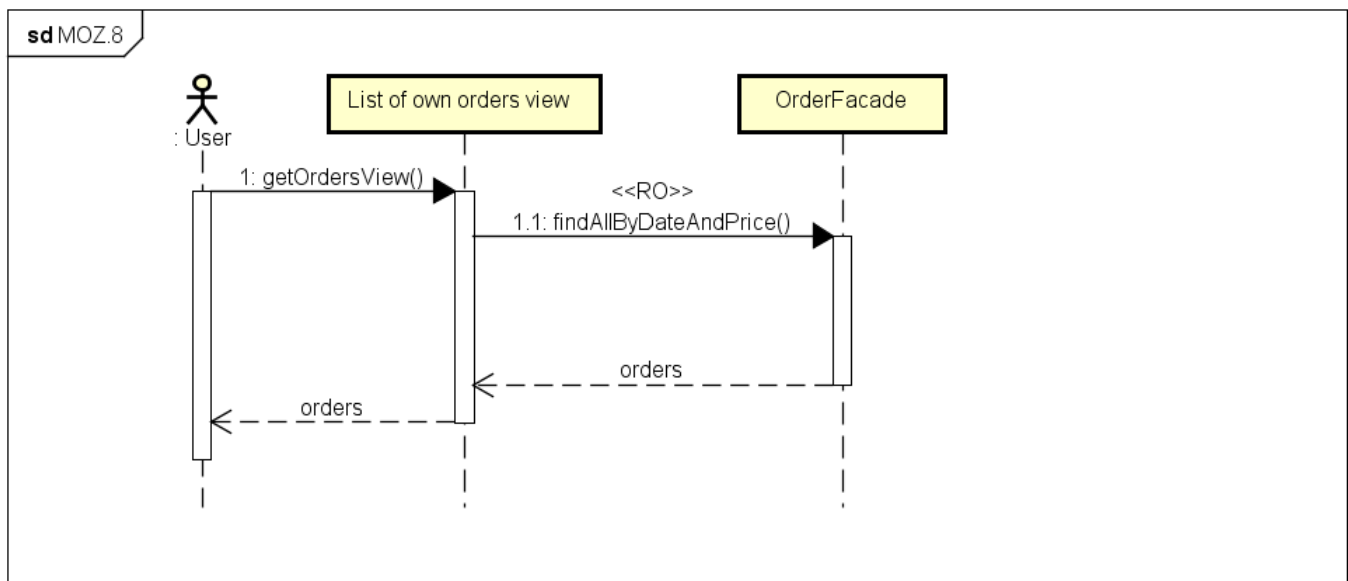 sd MOZ.8
: User
List of own orders view
OrderFacade
1: getOrdersView()
<<RO>>
1.1: findAllByDateAndPrice()
orders
orders